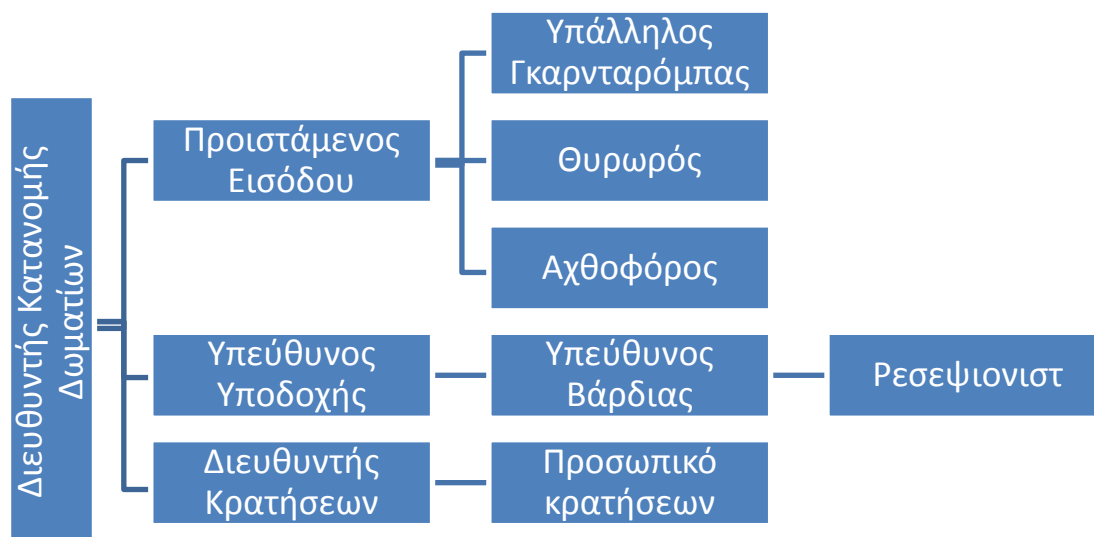 Διευθυντής Κατανομής
Δωματίων
Προιστάμενος
Εισόδου
Υπάλληλος
Γκαρνταρόμπας
Θυρωρός
Αχθοφόρος
Υπεύθυνος
Υποδοχής
Υπεύθυνος
Βάρδιας
Ρεσεψιονιστ
Διευθυντής
Κρατήσεων
Προσωπικό
κρατήσεων